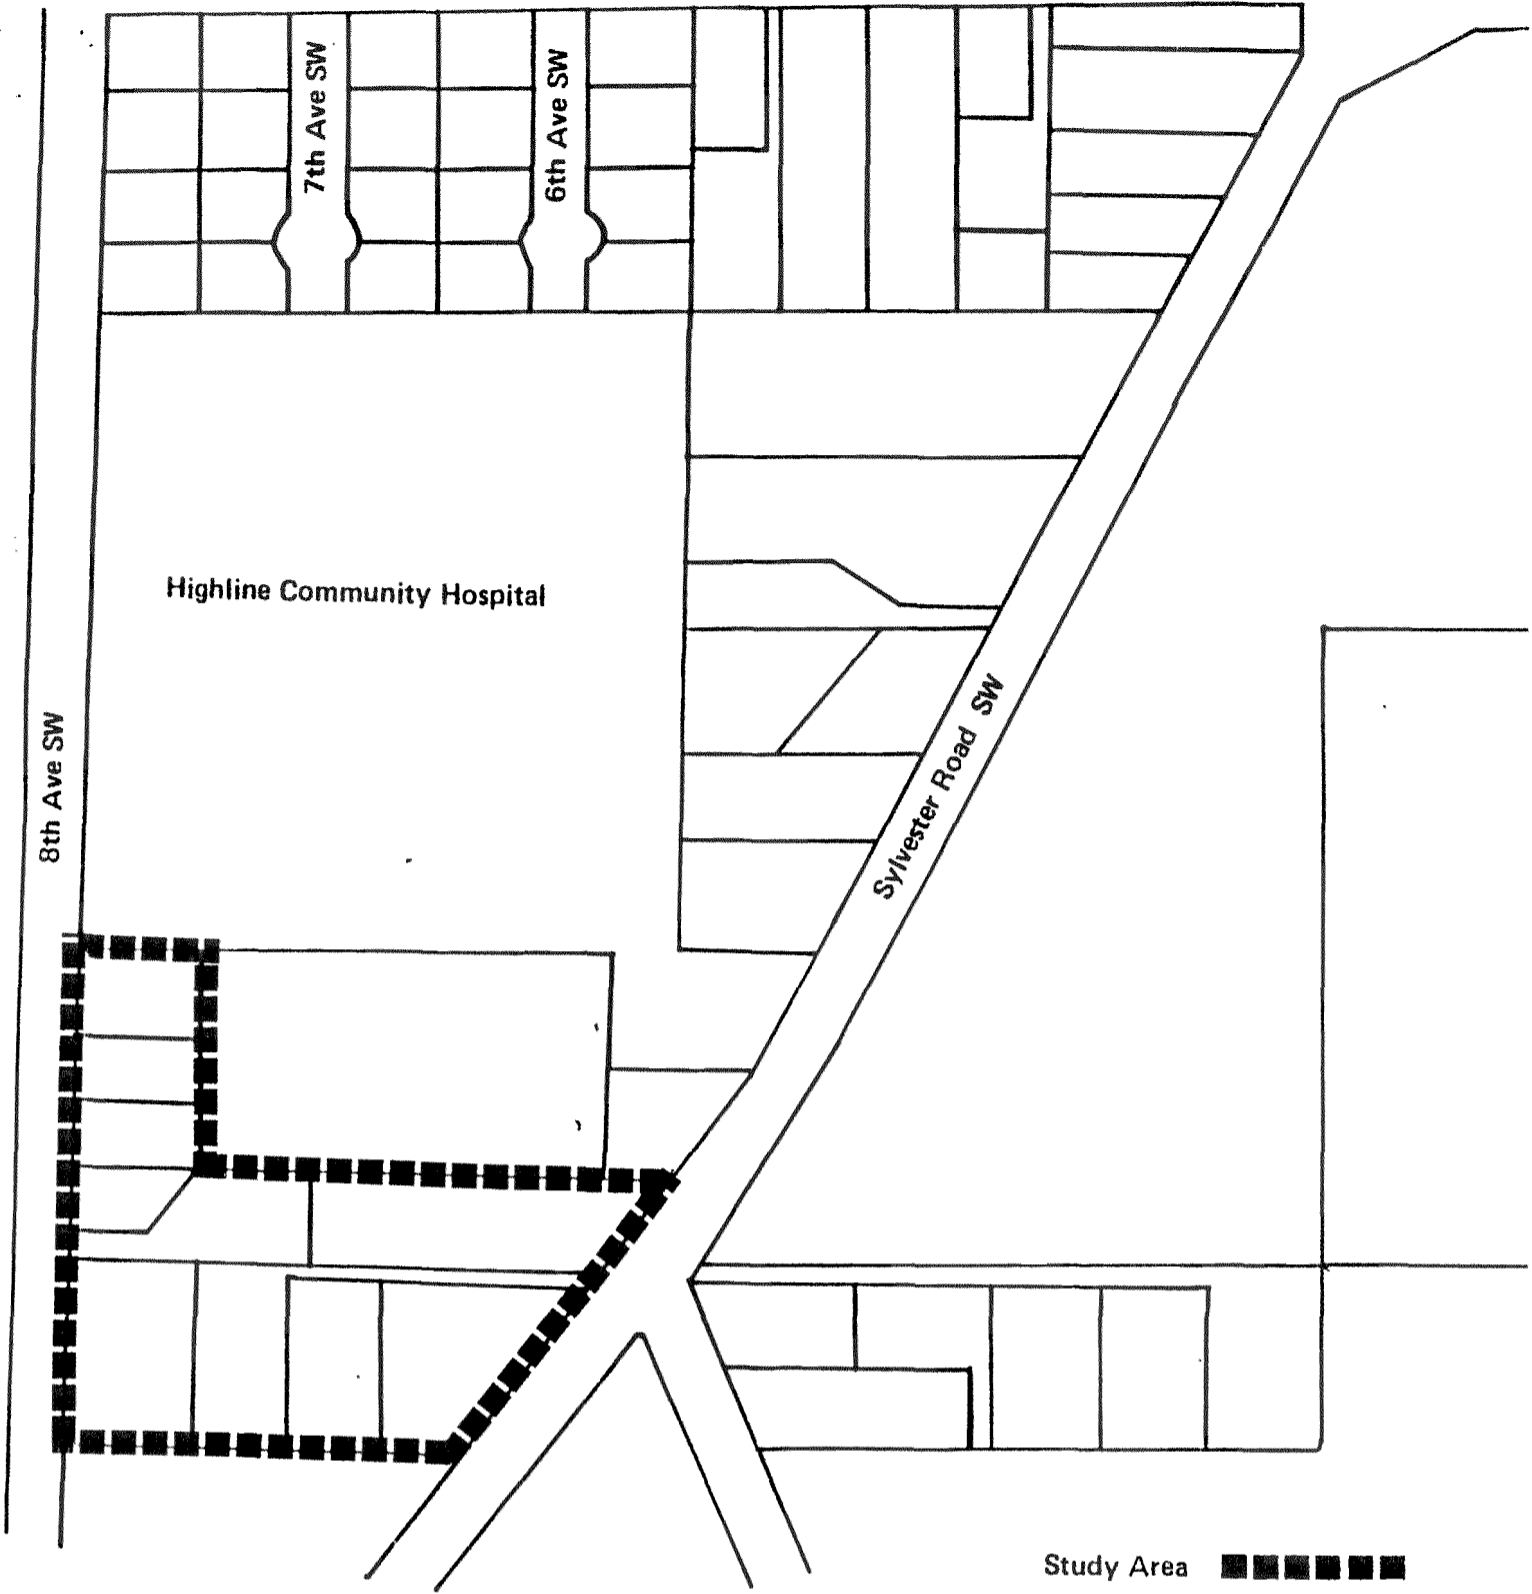 7th Ave SW
6th Ave SW
Highline Community Hospital
8th Ave SW
Sylvester Road SW
Study Area